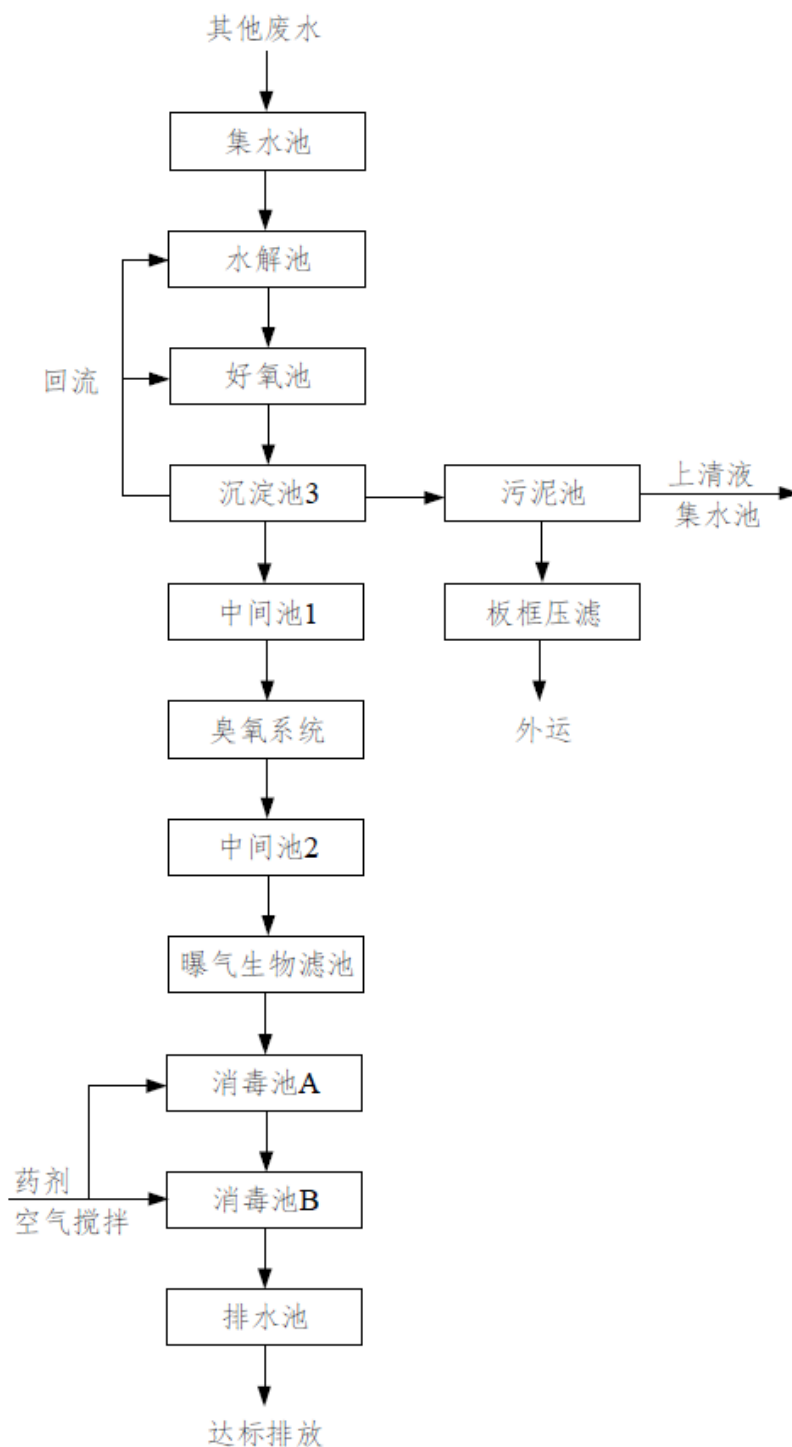 其他废水
集水池
水解池
回流
好氧池
沉淀池3
污泥池
上清液
集水池
中间池1
板框压滤
臭氧系统
外运
中间池2
曝气生物滤池
消毒池A
药剂
空气搅拌
消毒池B
排水池
达标排放